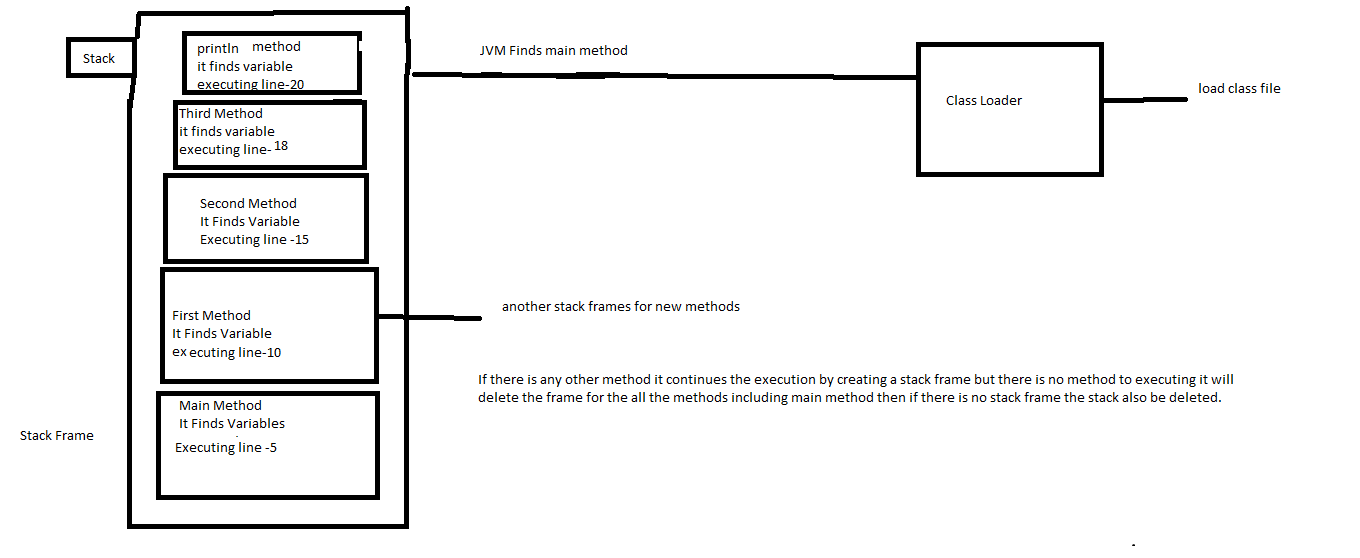 Stack
println method
it finds variable
executing line-20
Third Method
it finds variable
executing line- 18
Second Method
It Finds Variable
Executing line -15
First Method
It Finds Variable
executing line-10
Main Method
It Finds Variables
Executing line -5
Stack Frame
JVM Finds main method
Class Loader
load class file
another stack frames for new methods
If there is any other method it continues the execution by creating a stack frame but there is no method to executing it will
delete the frame for the all the methods including main method then if there is no stack frame the stack also be deleted.